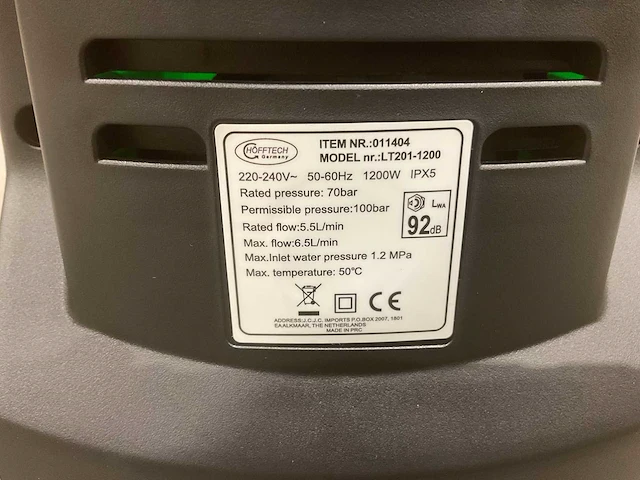 HOFFTECH
Germany
ITEM NR.:011404
MODEL nr.:LT201-1200
220-240V~ 50-60Hz 1200W IPX5
Rated pressure: 70bar
Permissible pressure:100bar
Rated flow:5.5L/min
Max. flow:6.5L/min
Max.Inlet water pressure 1.2 MPa
Max. temperature: 50℃
LWA
92dB
CE
ADDRESS:J.C.J.C. IMPORTS P.O.BOX 2007, 1801
EAALKMAAR, THE NETHERLANDS
MADE IN PRC